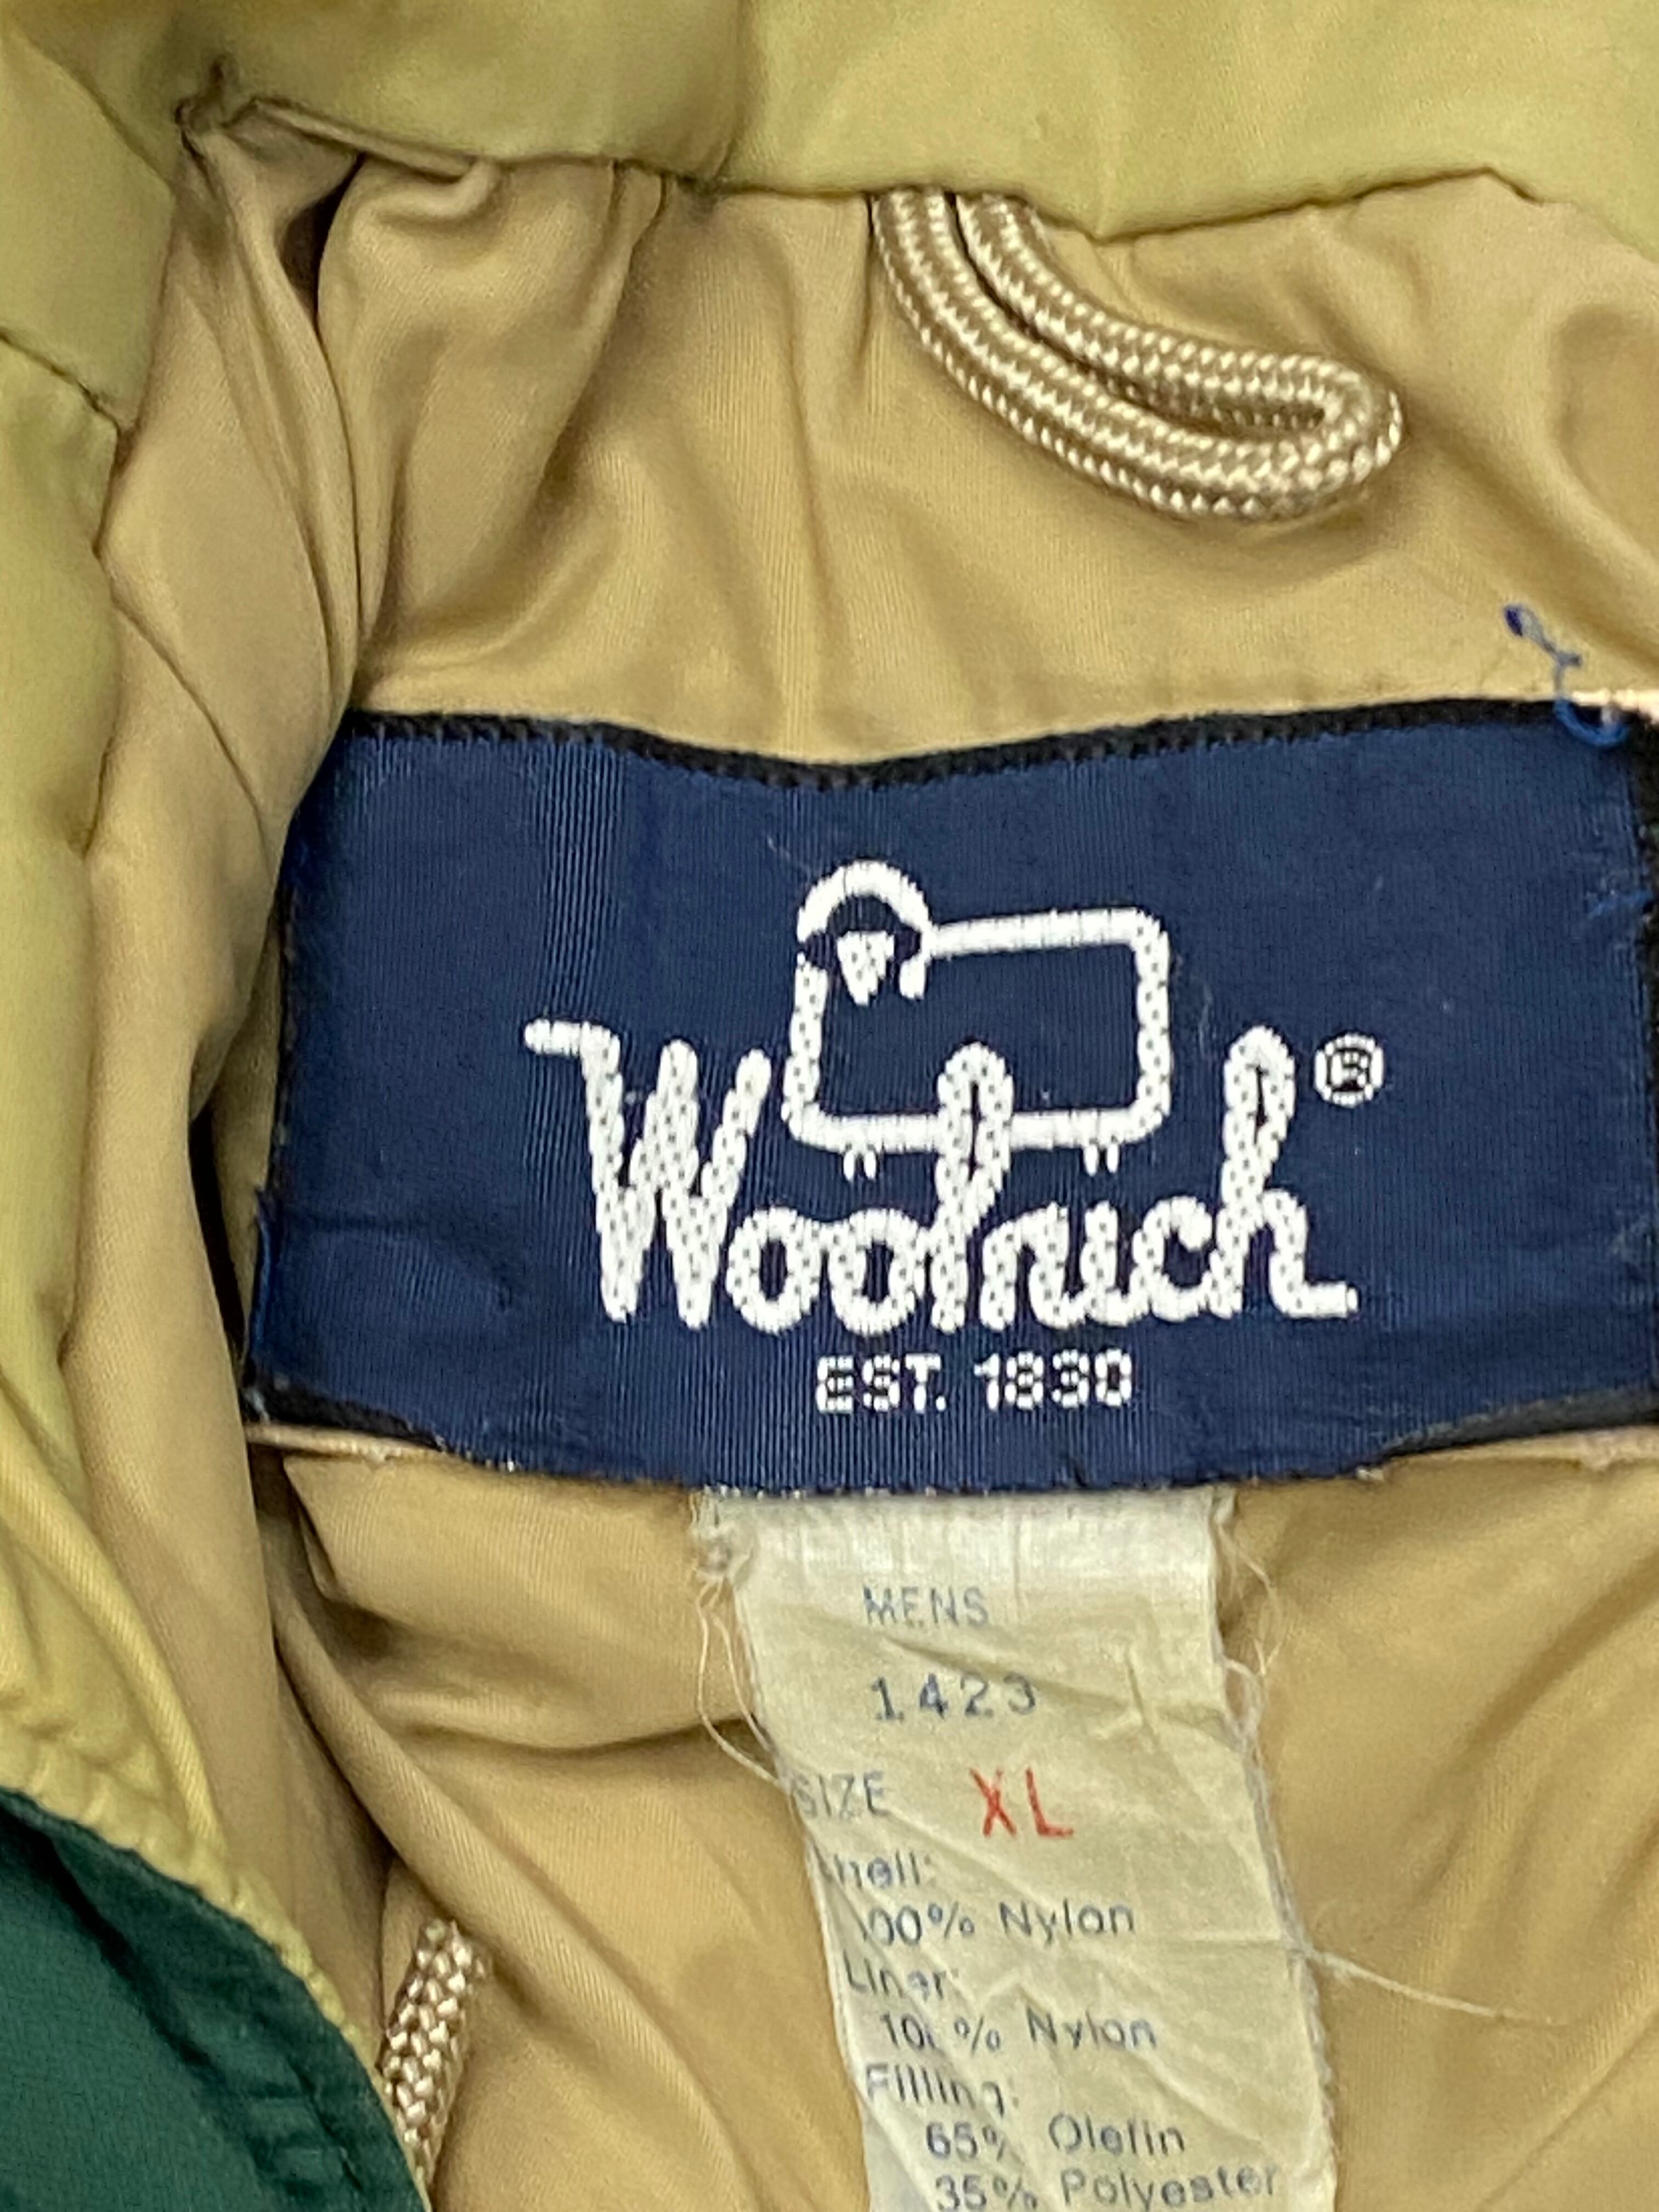 Woolrich®
EST. 1830
MENS
1423
SIZE XL
Shell:
100% Nylon
Liner:
100% Nylon
Filling:
65% Olefin
35% Polyester